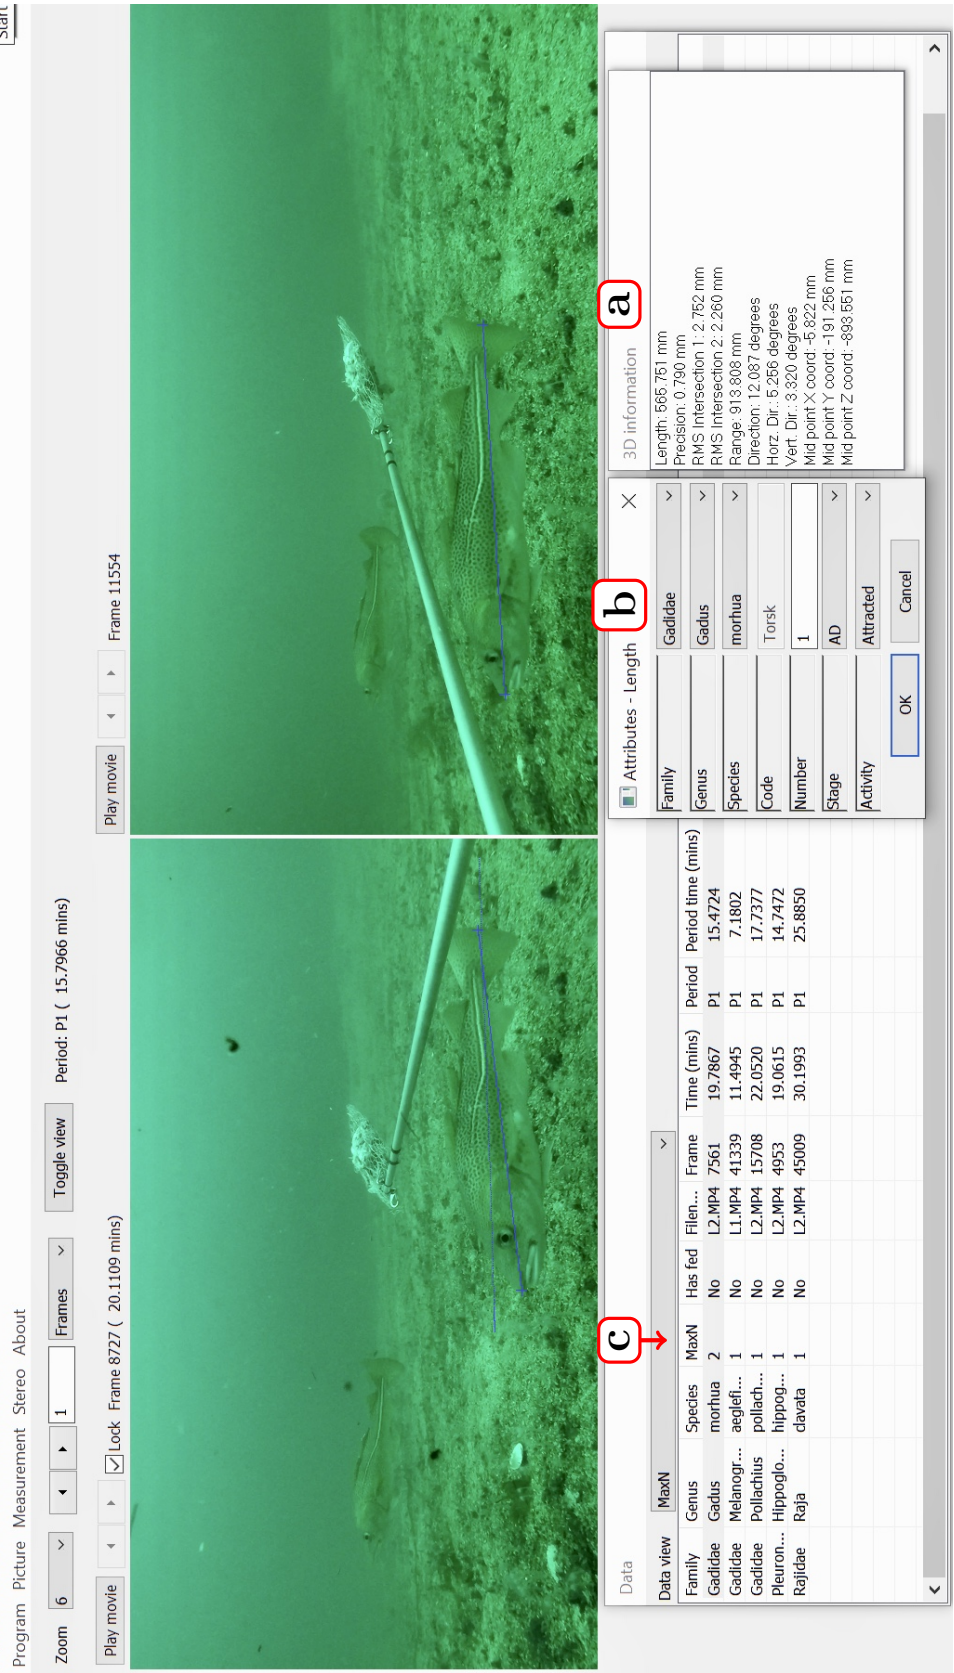 Start
Program Picture Measurement Stereo About
Zoom 6 1 Frames Toggle view Period: P1 ( 15.7966 mins)
Play movie Lock Frame 8727 ( 20.1109 mins) Play movie Frame 11554
a
3D information
Length: 565.751 mm
Precision: 0.790 mm
RMS Intersection 1: 2.752 mm
RMS Intersection 2: 2.260 mm
Range: 913.808 mm
Direction: 12.087 degrees
Horz. Dir.: 5.256 degrees
Vert. Dir.: 3.320 degrees
Mid point X coord: -5.822 mm
Mid point Y coord: -191.256 mm
Mid point Z coord: -893.551 mm
b
Attributes - Length
Family Gadidae
Genus Gadus
Species morhua
Code Torsk
Number 1
Stage AD
Activity Attracted
OK Cancel
c
Data
Data view MaxN
Family Genus Species MaxN Has fed Filen... Frame Time (mins) Period Period time (mins)
Gadidae Gadus morhua 2 No L2.MP4 7561 19.7867 P1 15.4724
Gadidae Melanogr... aeglefi... 1 No L1.MP4 41339 11.4945 P1 7.1802
Gadidae Pollachius pollach... 1 No L2.MP4 15708 22.0520 P1 17.7377
Pleuron... Hippoglo... hippog... 1 No L2.MP4 4953 19.0615 P1 14.7472
Rajidae Raja clavata 1 No L2.MP4 45009 30.1993 P1 25.8850